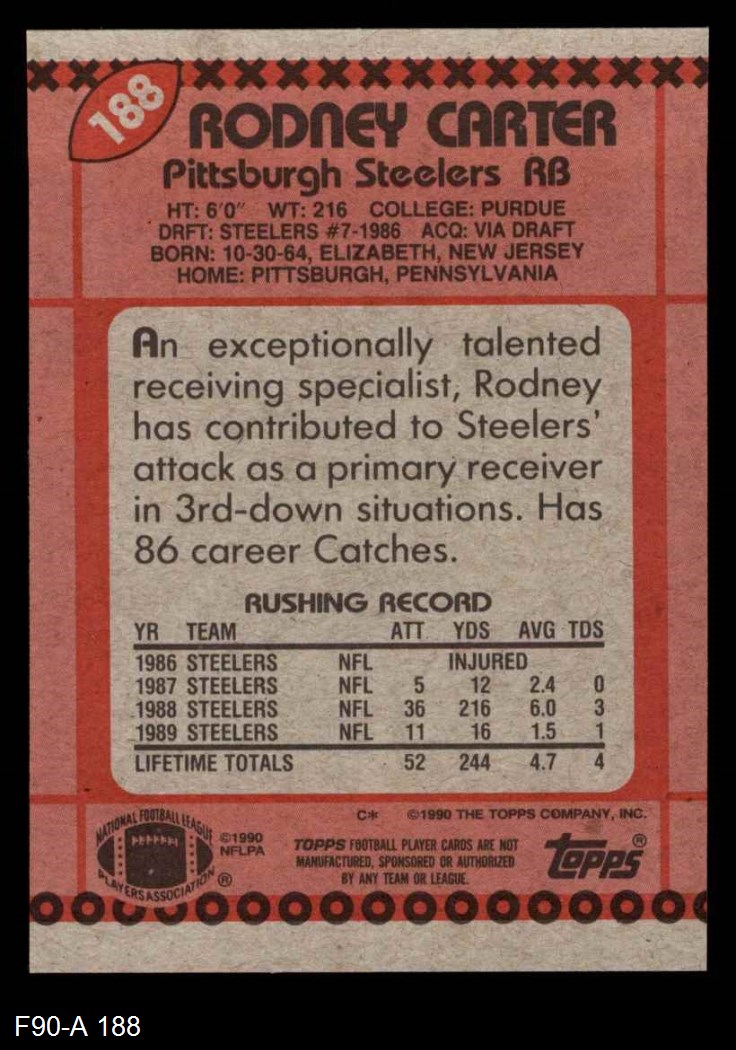 188
RODNEY CARTER
Pittsburgh Steelers RB
HT: 6'0" WT: 216 COLLEGE: PURDUE
DRFT: STEELERS #7-1986 ACQ: VIA DRAFT
BORN: 10-30-64, ELIZABETH, NEW JERSEY
HOME: PITTSBURGH, PENNSYLVANIA
An exceptionally talented
receiving specialist, Rodney
has contributed to Steelers'
attack as a primary receiver
in 3rd-down situations. Has
86 career Catches.
RUSHING RECORD
YR TEAM ATT YDS AVG TDS
1986 STEELERS NFL INJURED
1987 STEELERS NFL 5 12 2.4 0
1988 STEELERS NFL 36 216 6.0 3
1989 STEELERS NFL 11 16 1.5 1
LIFETIME TOTALS 52 244 4.7 4
C* ©1990 THE TOPPS COMPANY, INC.
NATIONAL FOOTBALL LEAGUE
PLAYERS ASSOCIATION ®
©1990
NFLPA
TOPPS FOOTBALL PLAYER CARDS ARE NOT
MANUFACTURED, SPONSORED OR AUTHORIZED
BY ANY TEAM OR LEAGUE.
topps®
F90-A 188